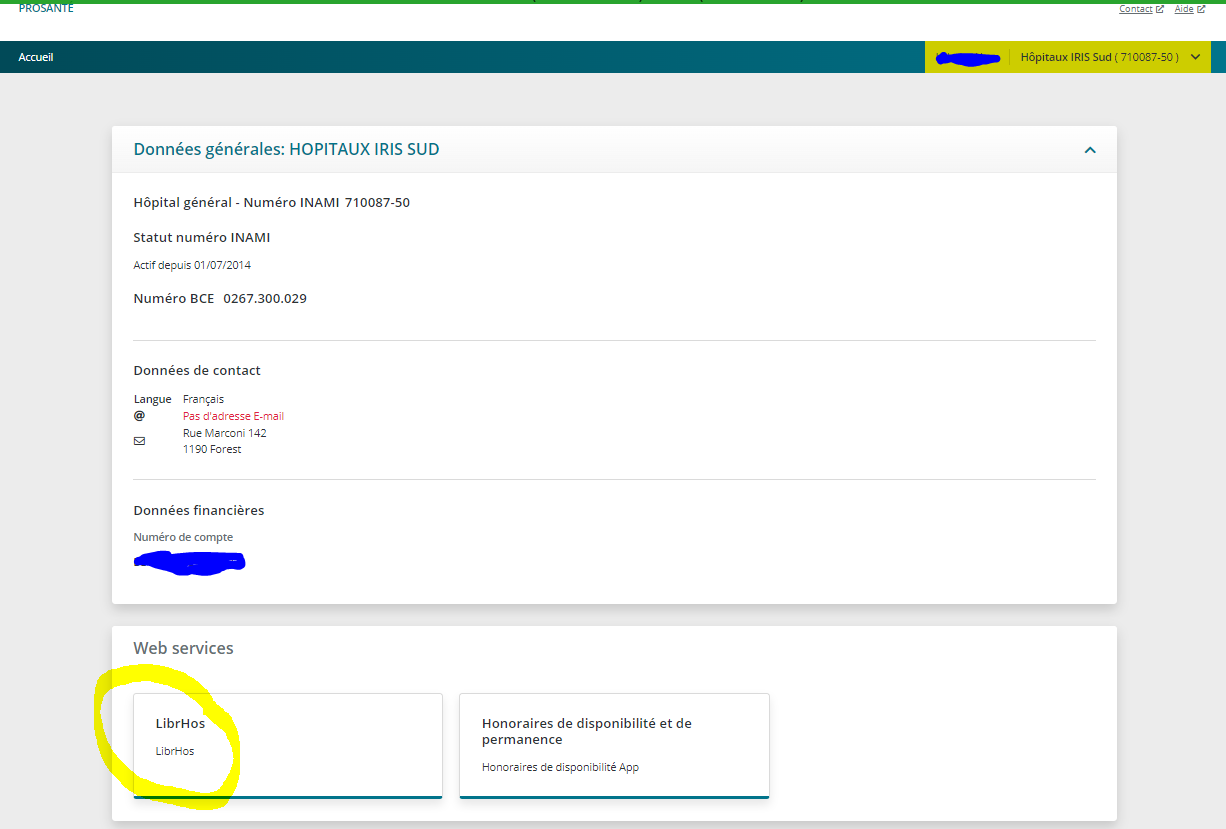 PROSANTÉ
Contact Aide
Accueil
Hôpitaux IRIS Sud ( 710087-50 )
Données générales: HOPITAUX IRIS SUD
Hôpital général - Numéro INAMI 710087-50
Statut numéro INAMI
Actif depuis 01/07/2014
Numéro BCE 0267.300.029
Données de contact
Langue Français
@ Pas d'adresse E-mail
Rue Marconi 142
1190 Forest
Données financières
Numéro de compte
Web services
LibrHos
LibrHos
Honoraires de disponibilité et de
permanence
Honoraires de disponibilité App